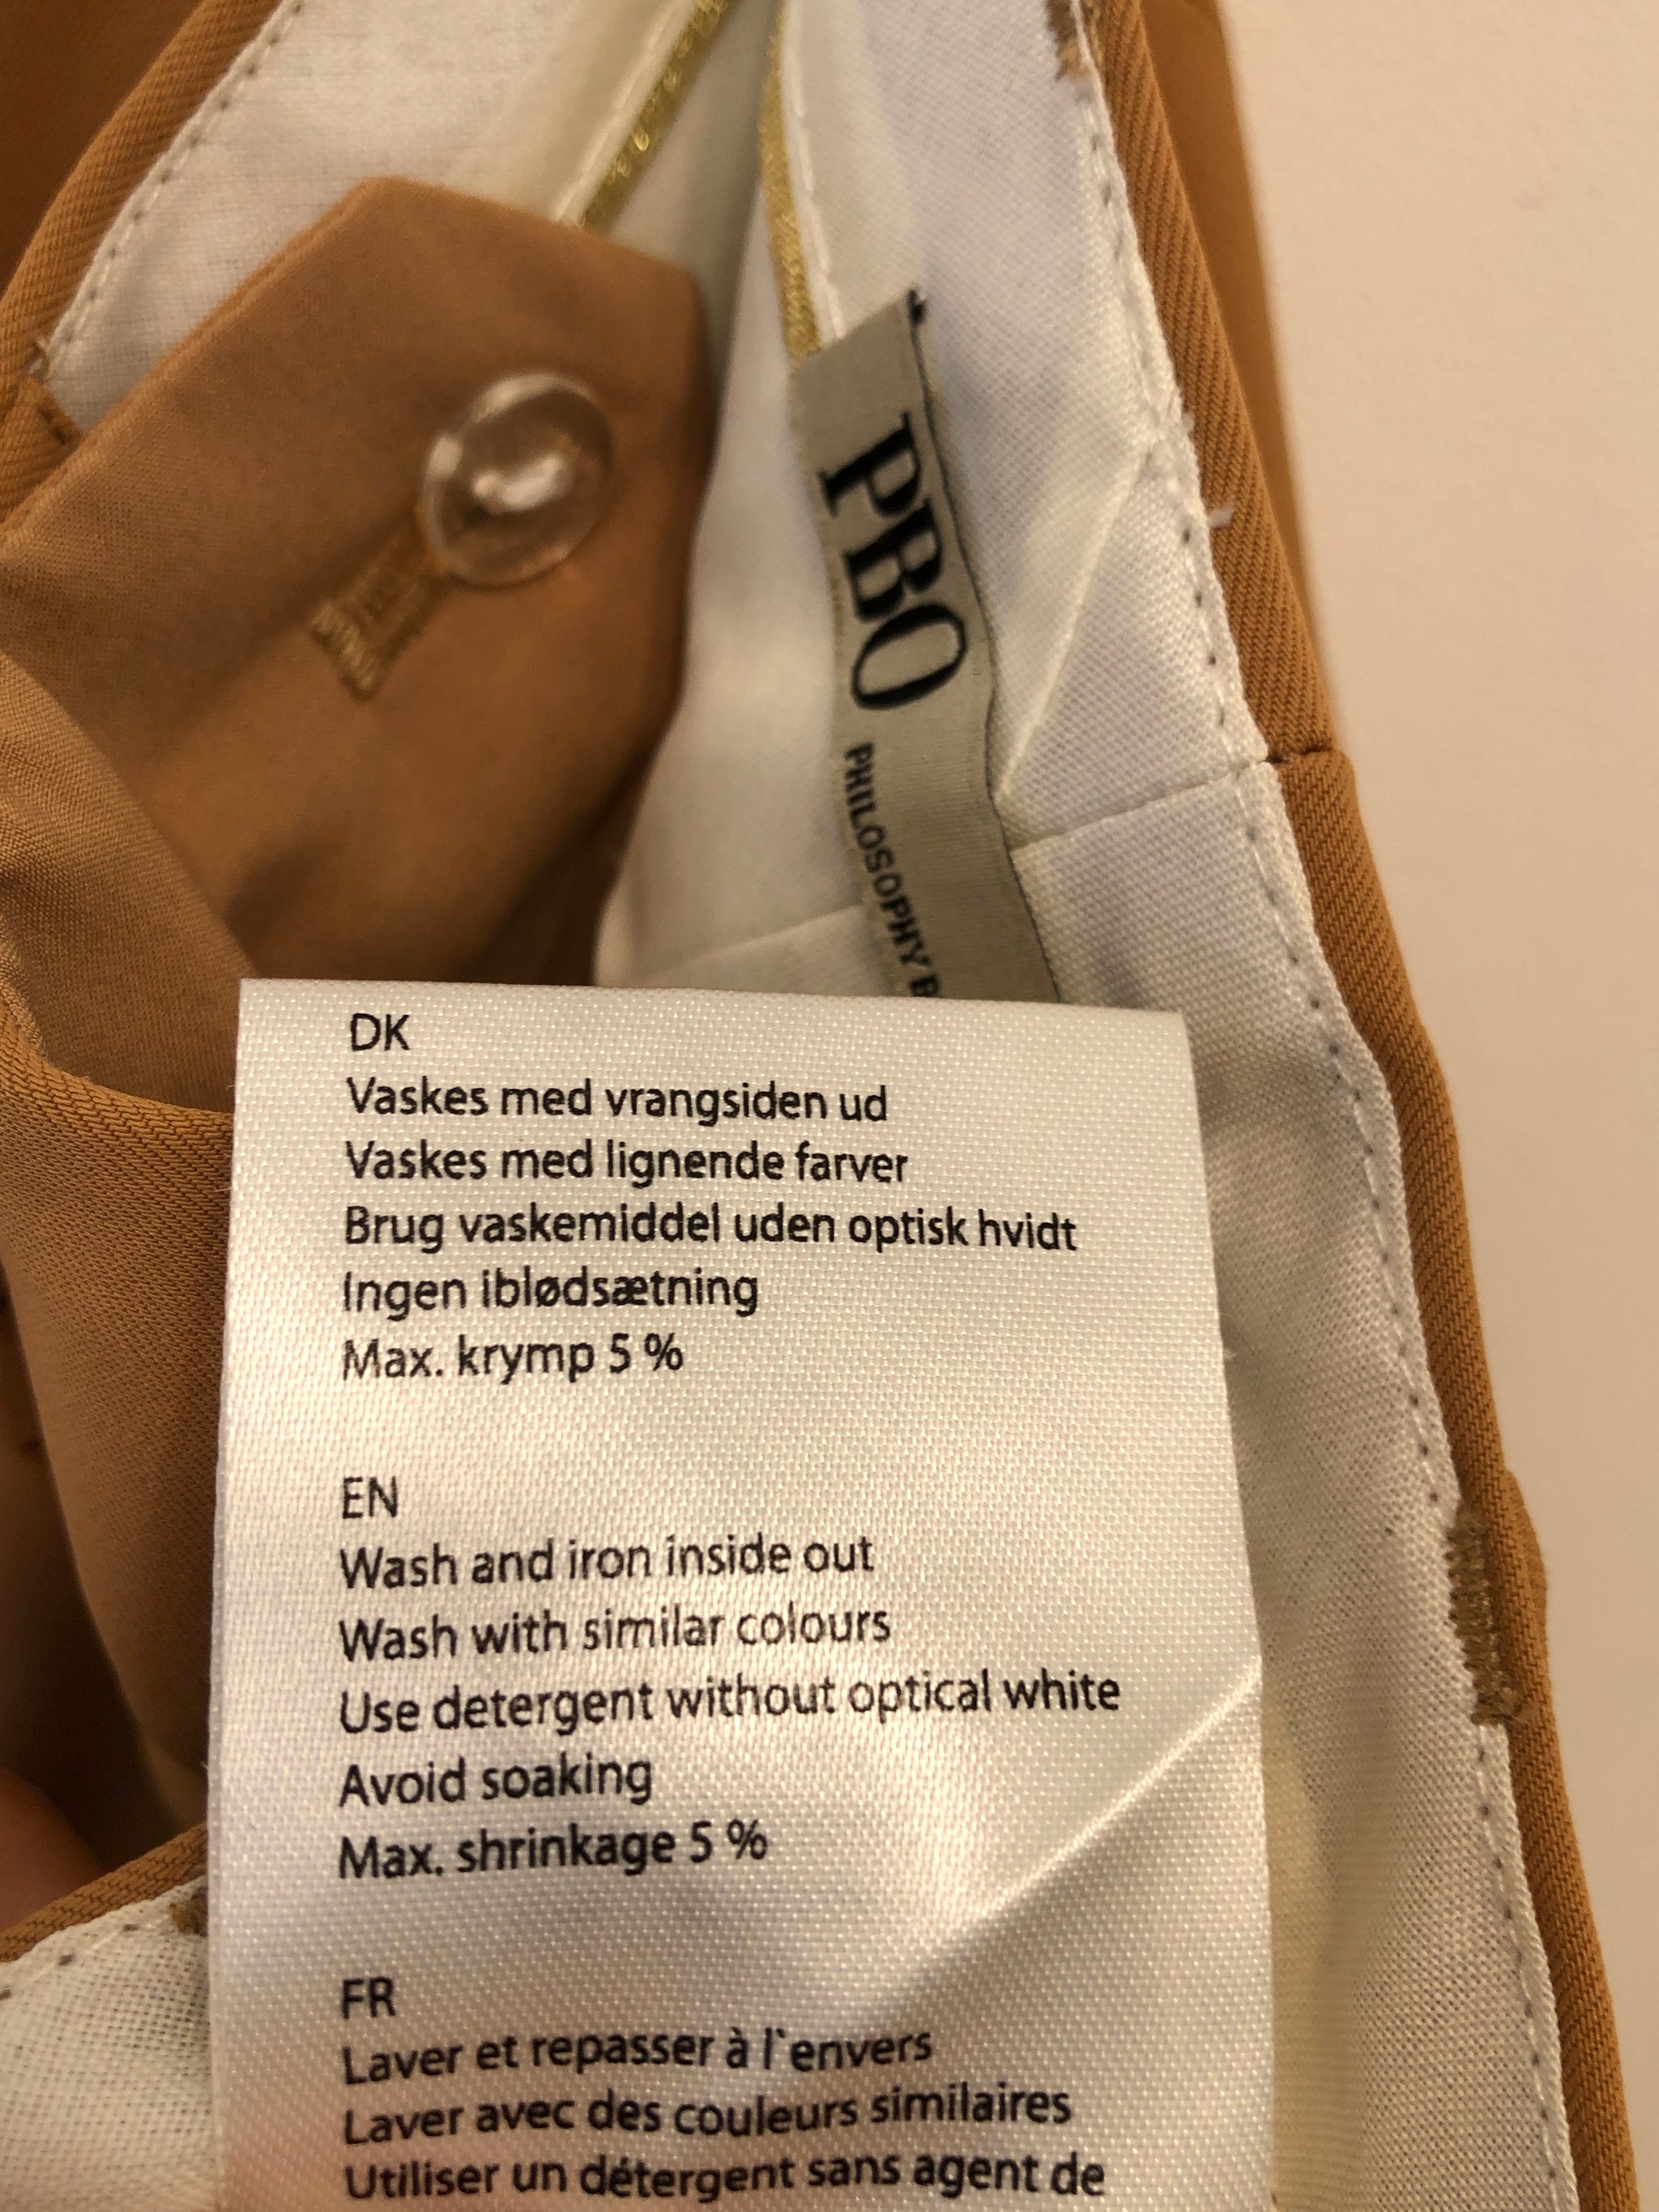 PBO
PHILOSOPHY B
DK
Vaskes med vrangsiden ud
Vaskes med lignende farver
Brug vaskemiddel uden optisk hvidt
Ingen iblødsætning
Max. krymp 5 %
EN
Wash and iron inside out
Wash with similar colours
Use detergent without optical white
Avoid soaking
Max. shrinkage 5 %
FR
Laver et repasser à l`envers
Laver avec des couleurs similaires
Utiliser un détergent sans agent de